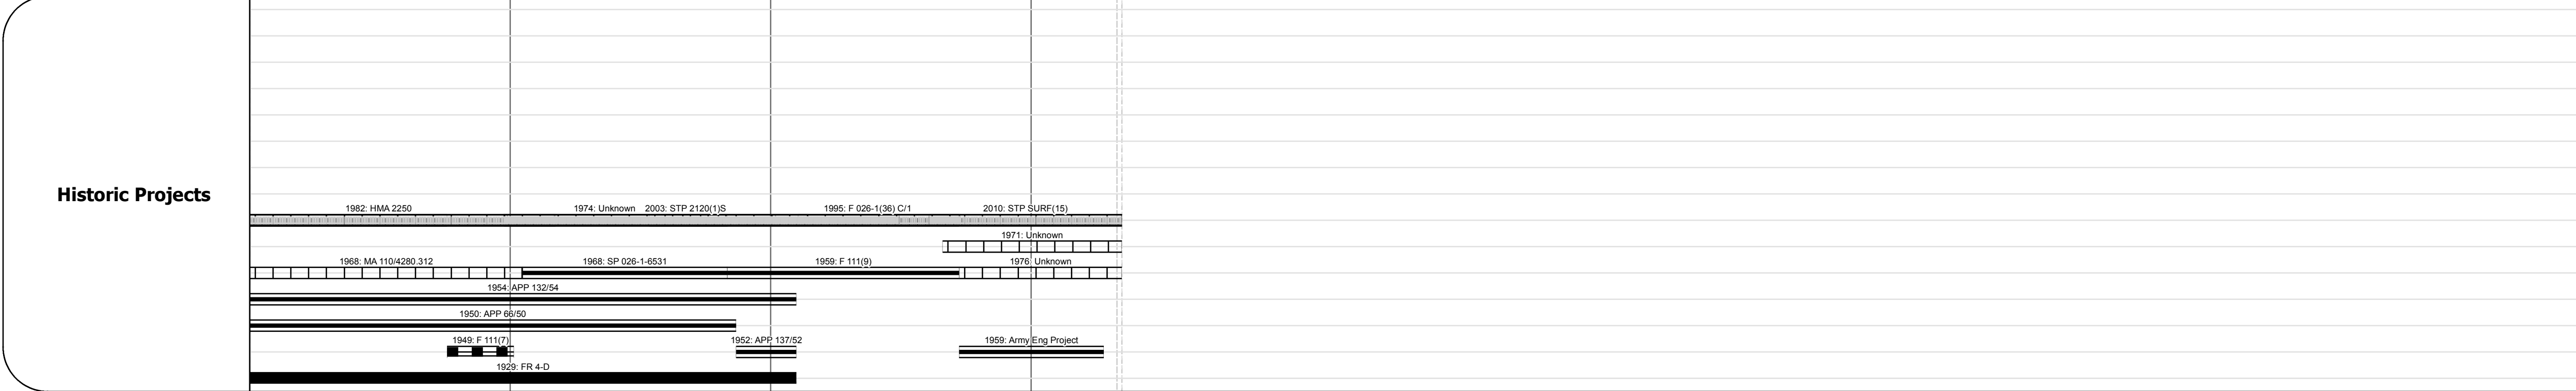 Historic Projects
1982: HMA 2250 1974: Unknown 2003: STP 2120(1)S 1995: F 026-1(36) C/1 2010: STP SURF(15)
1971: Unknown
1968: MA 110/4280.312 1968: SP 026-1-6531 1959: F 111(9) 1976: Unknown
1954: APP 132/54
1950: APP 66/50
1949: F 111(7) 1952: APP 137/52 1959: Army Eng Project
1929: FR 4-D